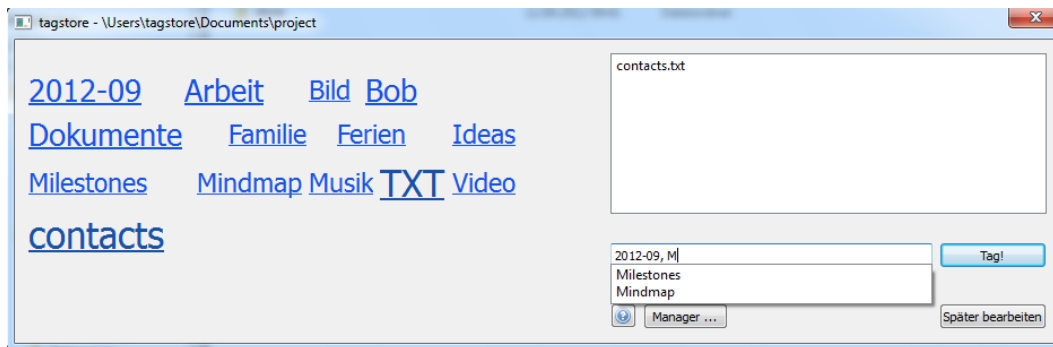 tagstore - \Users\tagstore\Documents\project
2012-09 Arbeit Bild Bob
Dokumente Familie Ferien Ideas
Milestones Mindmap Musik TXT Video
contacts
contacts.txt
2012-09, M
Tag!
Milestones
Mindmap
? Manager ...
Später bearbeiten